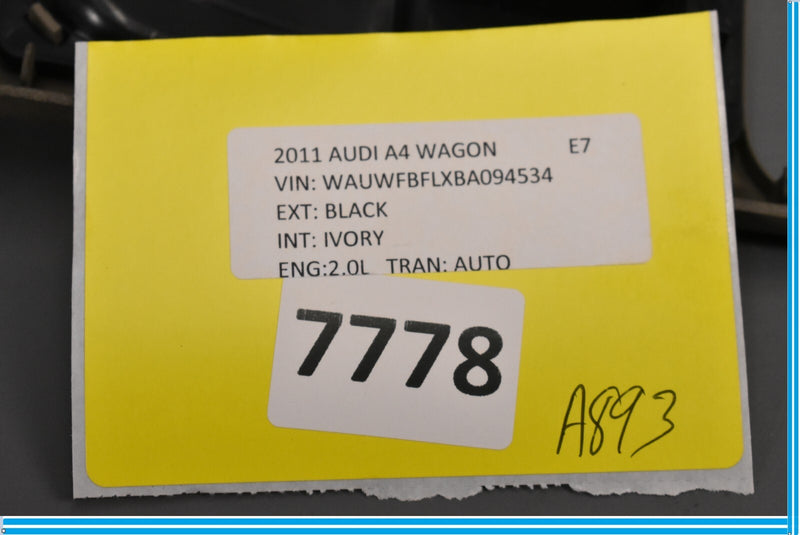 2011 AUDI A4 WAGON E7
VIN: WAUWFBFLXBA094534
EXT: BLACK
INT: IVORY
ENG:2.0L TRAN: AUTO
7778
A893